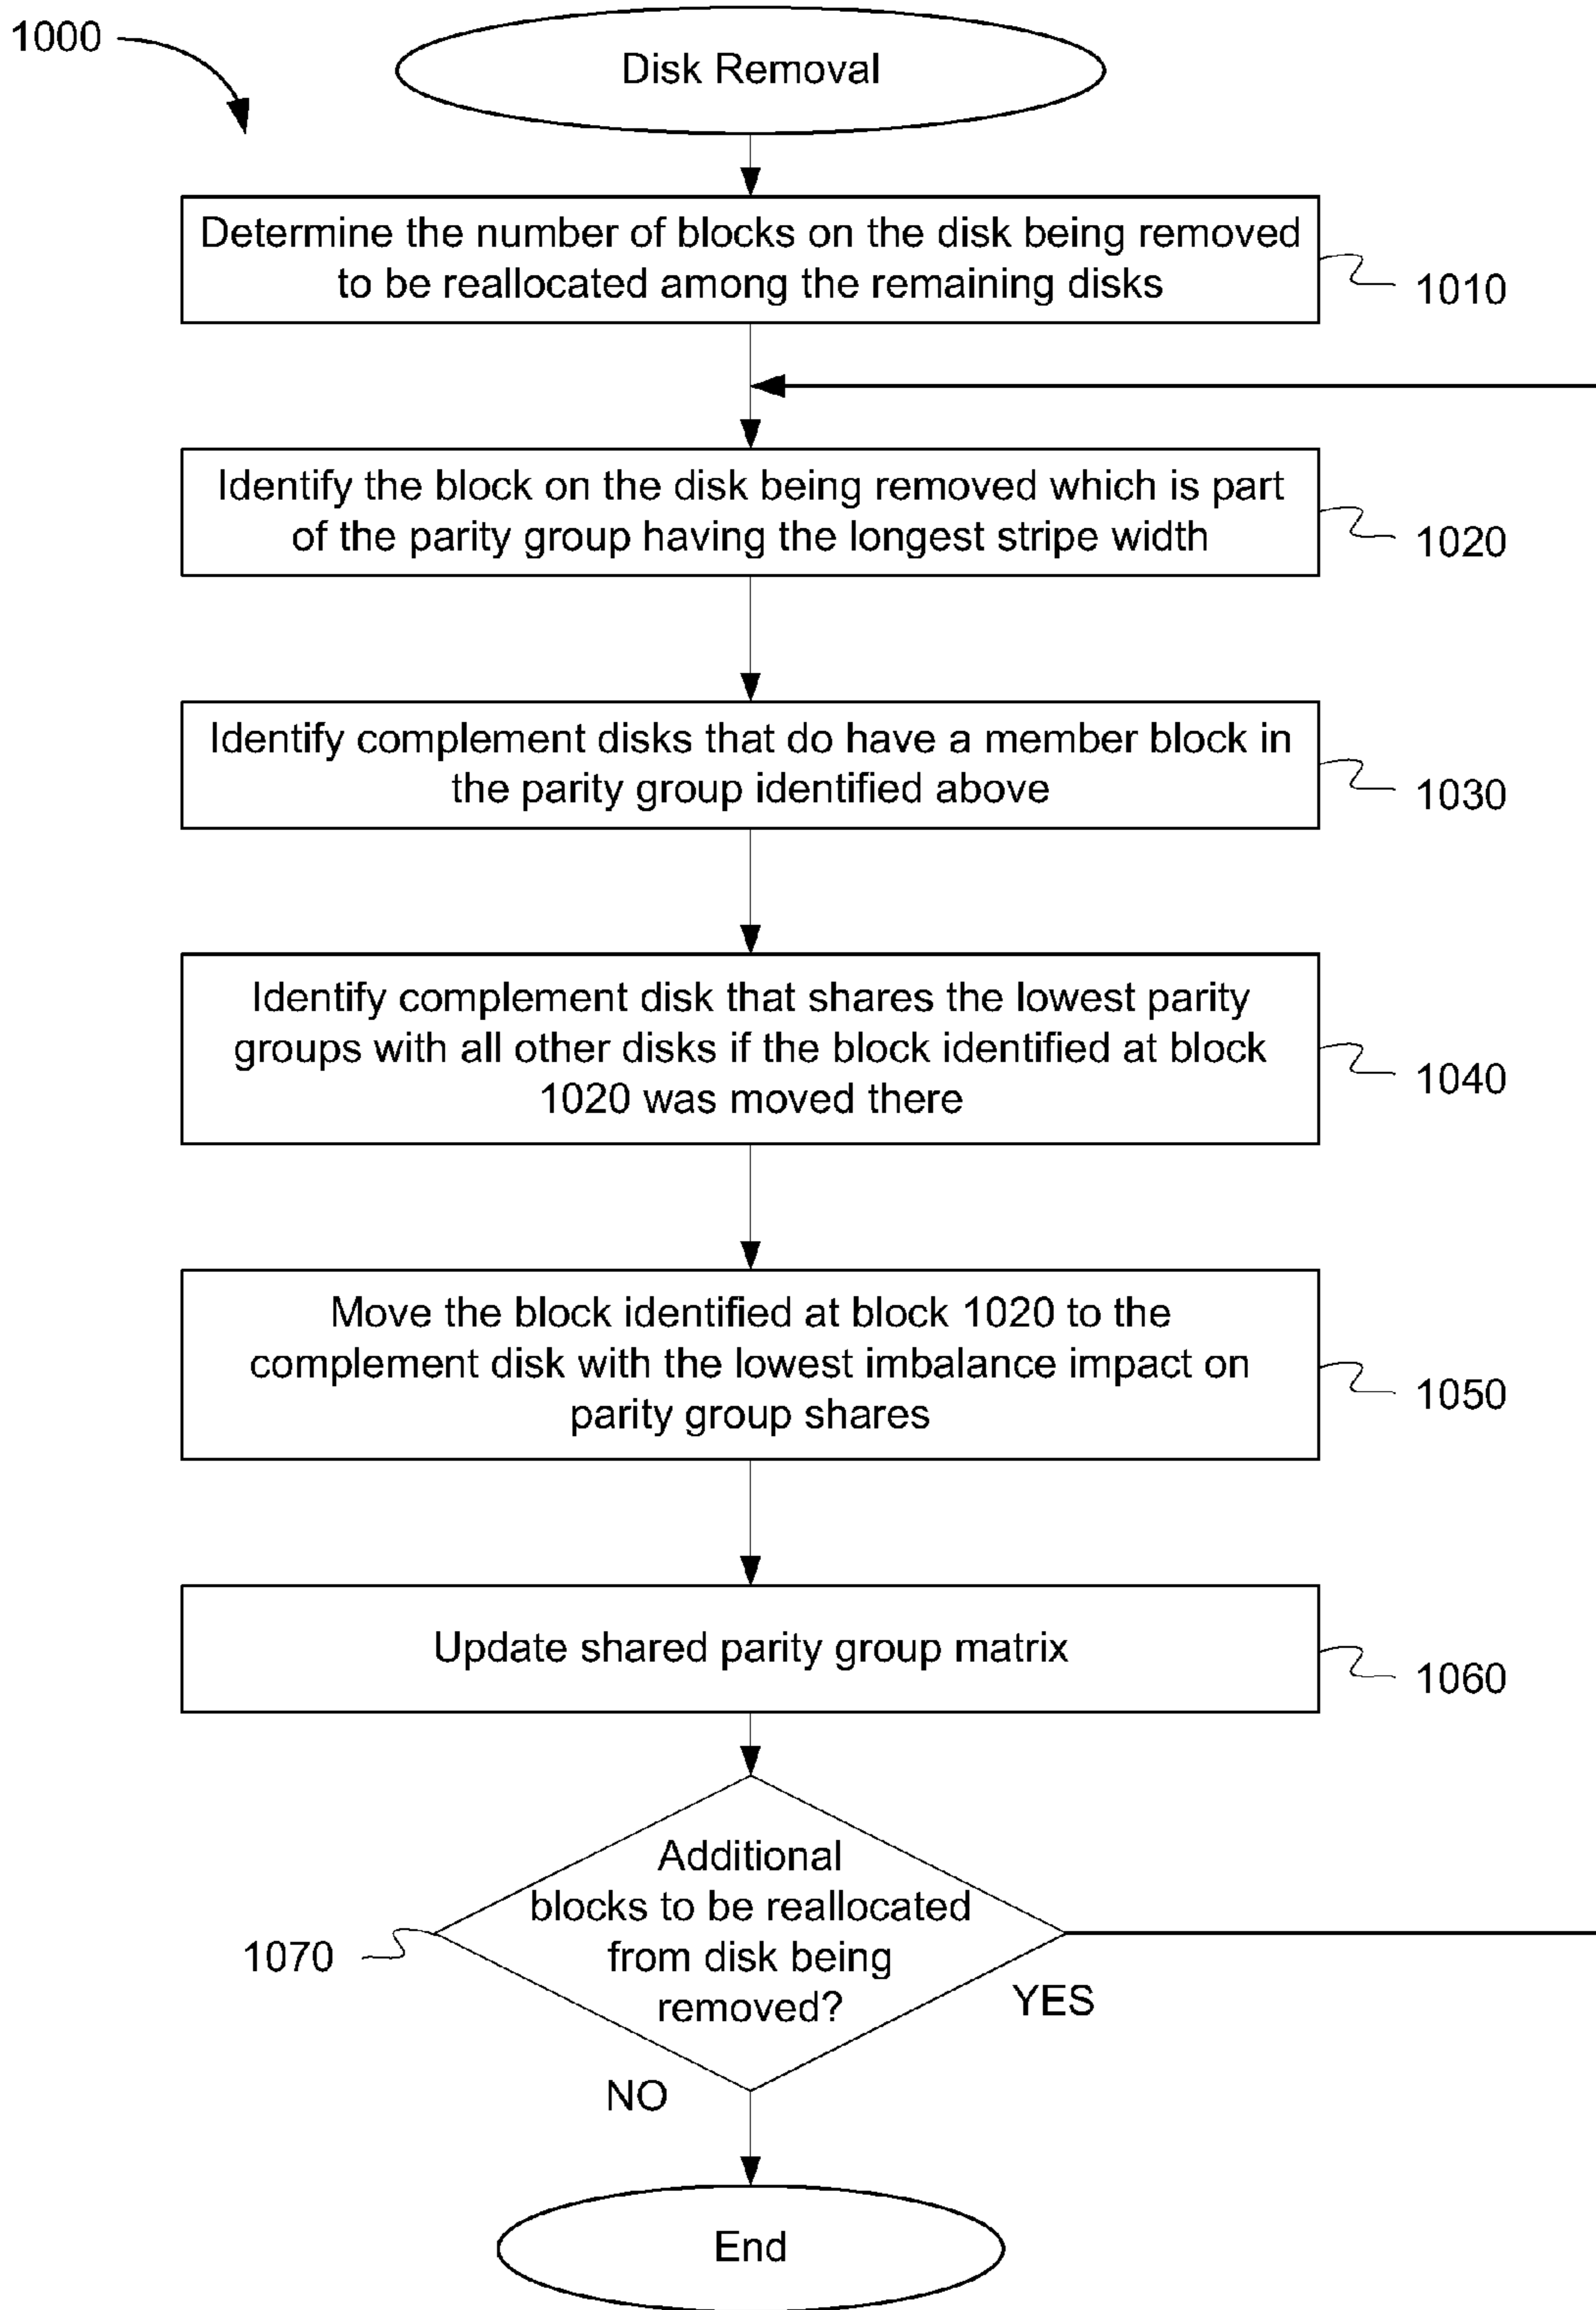 1000
Disk Removal
Determine the number of blocks on the disk being removed
to be reallocated among the remaining disks
1010
Identify the block on the disk being removed which is part
of the parity group having the longest stripe width
1020
Identify complement disks that do have a member block in
the parity group identified above
1030
Identify complement disk that shares the lowest parity
groups with all other disks if the block identified at block
1020 was moved there
1040
Move the block identified at block 1020 to the
complement disk with the lowest imbalance impact on
parity group shares
1050
Update shared parity group matrix
1060
Additional
blocks to be reallocated
from disk being
removed?
1070
YES
NO
End